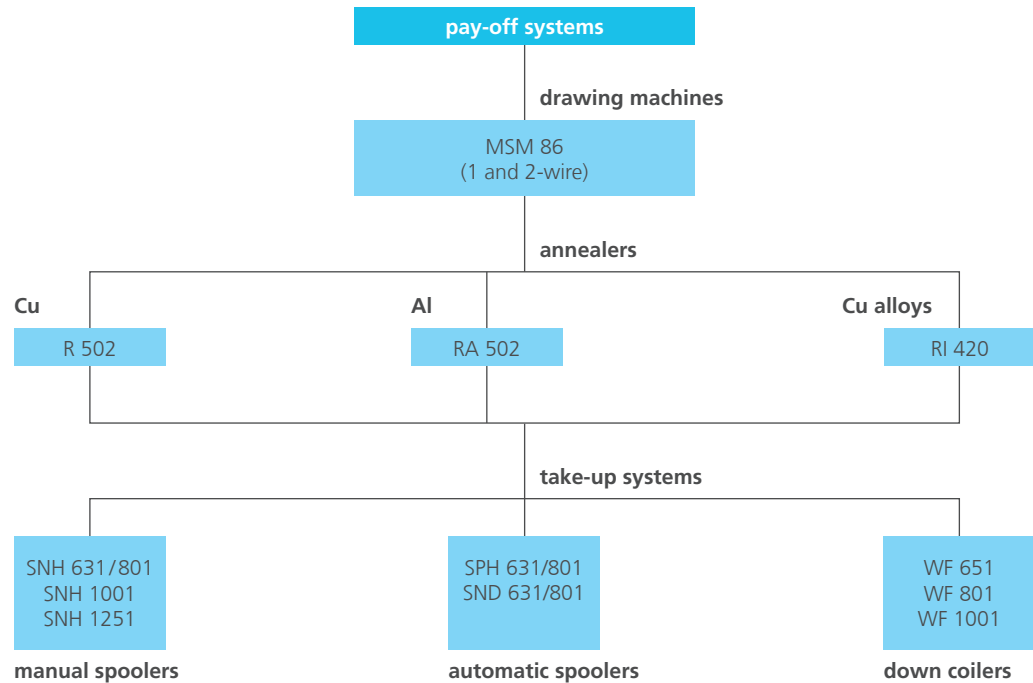 pay-off systems
drawing machines
MSM 86
(1 and 2-wire)
annealers
Cu
Al
Cu alloys
R 502
RA 502
RI 420
take-up systems
SNH 631/801
SNH 1001
SNH 1251
SPH 631/801
SND 631/801
WF 651
WF 801
WF 1001
manual spoolers
automatic spoolers
down coilers